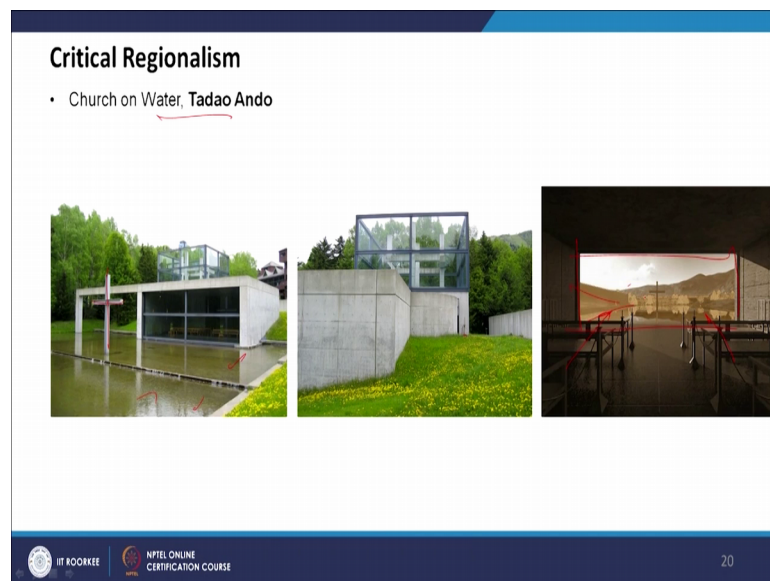 Critical Regionalism
• Church on Water, Tadao Ando
IIT ROORKEE
NPTEL ONLINE
CERTIFICATION COURSE
20